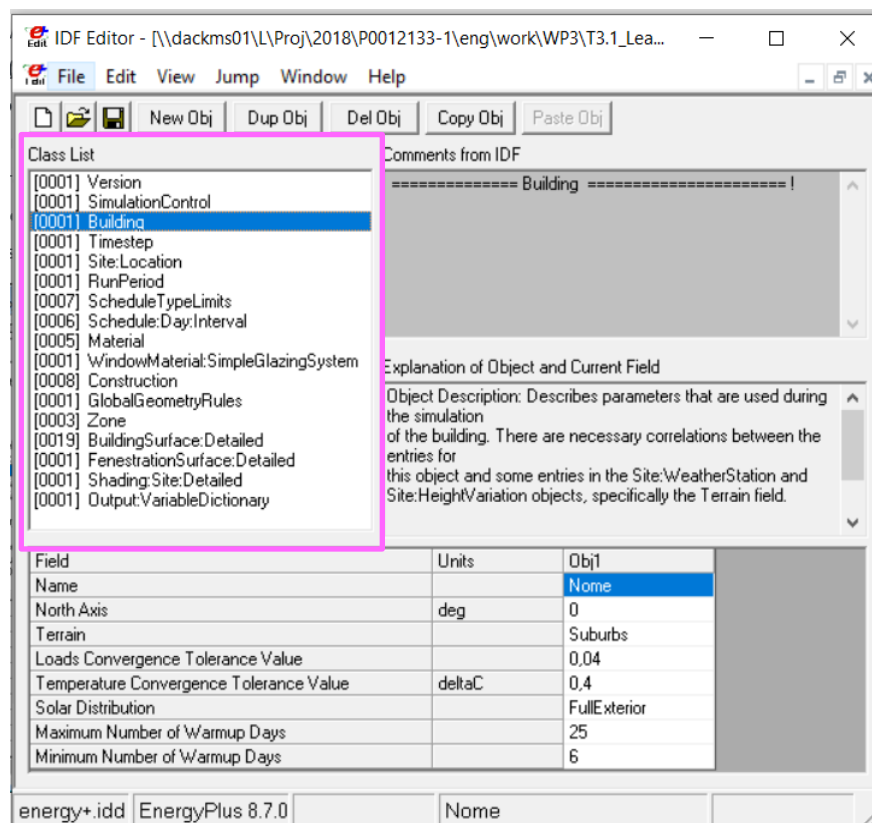 IDF Editor - [\\dackms01\L\Proj\2018\P0012133-1\eng\work\WP3\T3.1_Lea...
File Edit View Jump Window Help
New Obj Dup Obj Del Obj Copy Obj Paste Obj
Class List
[0001] Version
[0001] SimulationControl
[0001] Building
[0001] Timestep
[0001] Site:Location
[0001] RunPeriod
[0007] ScheduleTypeLimits
[0006] Schedule:Day:Interval
[0005] Material
[0001] WindowMaterial:SimpleGlazingSystem
[0008] Construction
[0001] GlobalGeometryRules
[0003] Zone
[0019] BuildingSurface:Detailed
[0001] FenestrationSurface:Detailed
[0001] Shading:Site:Detailed
[0001] Output:VariableDictionary
Comments from IDF
============== Building ====================== !
Explanation of Object and Current Field
Object Description: Describes parameters that are used during
the simulation
of the building. There are necessary correlations between the
entries for
this object and some entries in the Site:WeatherStation and
Site:HeightVariation objects, specifically the Terrain field.
Field Units Obj1
Name Nome
North Axis deg 0
Terrain Suburbs
Loads Convergence Tolerance Value 0,04
Temperature Convergence Tolerance Value deltaC 0,4
Solar Distribution FullExterior
Maximum Number of Warmup Days 25
Minimum Number of Warmup Days 6
energy+.idd EnergyPlus 8.7.0 Nome